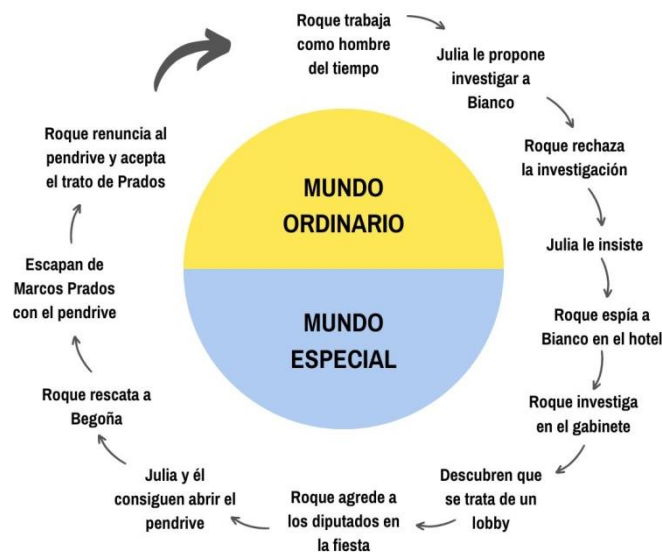 Roque trabaja
como hombre
del tiempo
Julia le propone
investigar a
Bianco
Roque rechaza
la investigación
Julia le insiste
Roque espía a
Bianco en el hotel
Roque investiga
en el gabinete
Descubren que
se trata de un
lobby
Roque agrede a
los diputados en
la fiesta
Julia y él
consiguen abrir el
pendrive
Roque rescata a
Begoña
Escapan de
Marcos Prados
con el pendrive
Roque renuncia al
pendrive y acepta
el trato de Prados
MUNDO
ORDINARIO
MUNDO
ESPECIAL